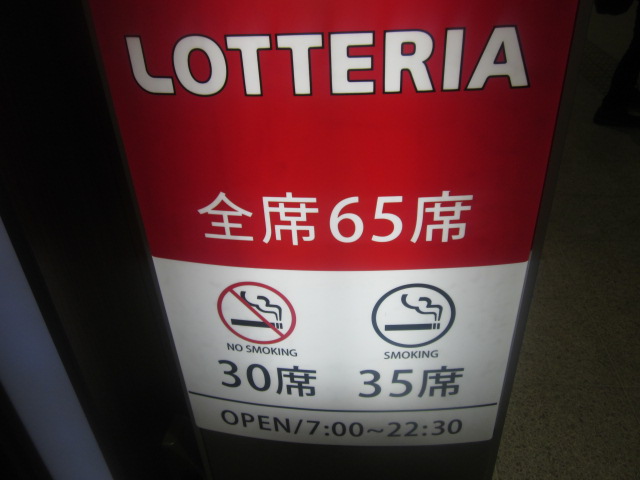 LOTTERIA
全席65席
NO SMOKING SMOKING
30席 35席
OPEN/7:00~22:30